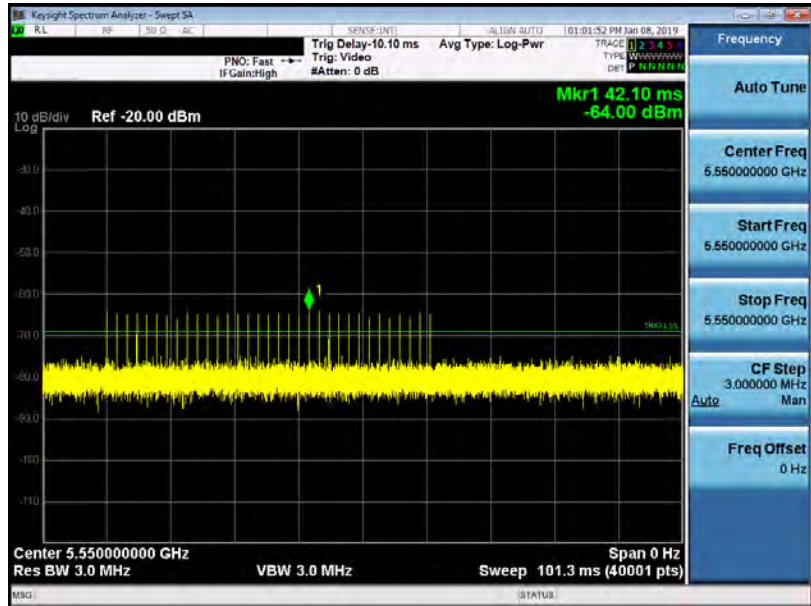 Keysight Spectrum Analyzer - Swept SA
RL RF 50 Ω AC SENSE:INT ALIGN AUTO 01:01:52 PM Jan 08, 2019
Trig Delay-10.10 ms Avg Type: Log-Pwr TRACE 1 2 3 4 5 6
PNO: Fast Trig: Video TYPE
IFGain:High #Atten: 0 dB DET P N N N N N
Mkr1 42.10 ms
-64.00 dBm
10 dB/div Ref -20.00 dBm
Log
-30.0
-40.0
-50.0
-60.0
1
-70.0
TRIG LVL
-80.0
-90.0
-100
-110
Center 5.550000000 GHz Span 0 Hz
Res BW 3.0 MHz VBW 3.0 MHz Sweep 101.3 ms (40001 pts)
MSG STATUS
Frequency
Auto Tune
Center Freq
5.550000000 GHz
Start Freq
5.550000000 GHz
Stop Freq
5.550000000 GHz
CF Step
3.000000 MHz
Auto Man
Freq Offset
0 Hz